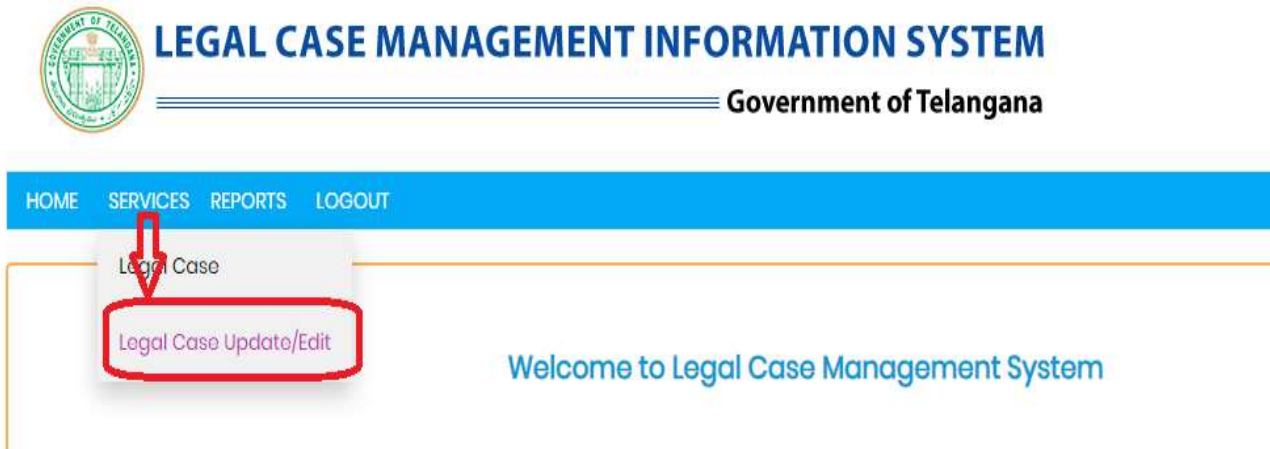 LEGAL CASE MANAGEMENT INFORMATION SYSTEM
Government of Telangana
HOME SERVICES REPORTS LOGOUT
Legal Case
Legal Case Update/Edit
Welcome to Legal Case Management System